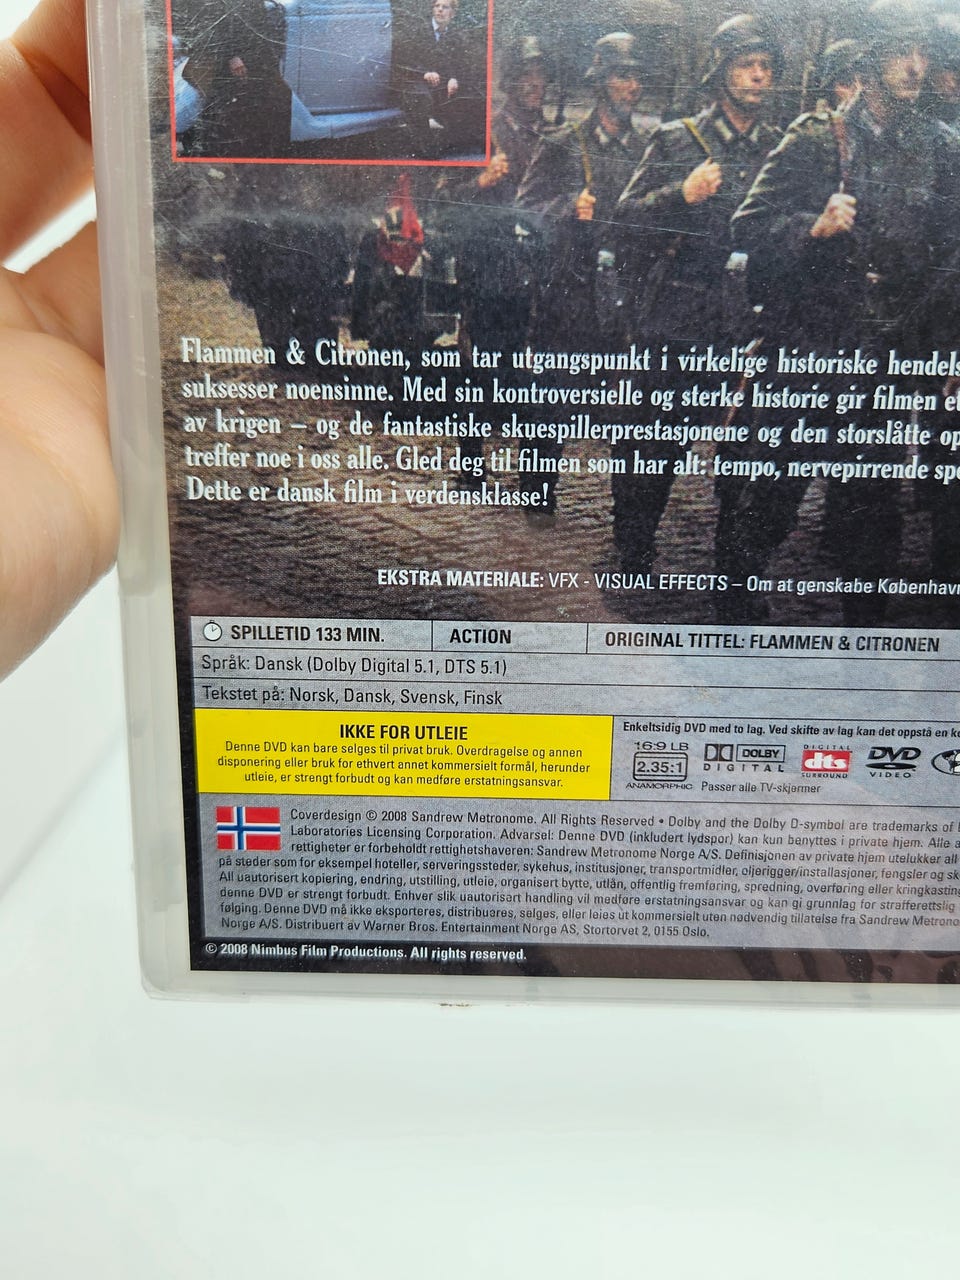 Flammen & Citronen, som tar utgangspunkt i virkelige historiske hendels
suksesser noensinne. Med sin kontroversielle og sterke historie gir filmen et
av krigen – og de fantastiske skuespillerprestasjonene og den storslåtte op
treffer noe i oss alle. Gled deg til filmen som har alt: tempo, nervepirrende spe
Dette er dansk film i verdensklasse!
EKSTRA MATERIALE: VFX - VISUAL EFFECTS – Om at genskabe København
SPILLETID 133 MIN.
ACTION
ORIGINAL TITTEL: FLAMMEN & CITRONEN
Språk: Dansk (Dolby Digital 5.1, DTS 5.1)
Tekstet på: Norsk, Dansk, Svensk, Finsk
IKKE FOR UTLEIE
Denne DVD kan bare selges til privat bruk. Overdragelse og annen
disponering eller bruk for ethvert annet kommersielt formål, herunder
utleie, er strengt forbudt og kan medføre erstatningsansvar.
Enkeltsidig DVD med to lag. Ved skifte av lag kan det oppstå en ko
16:9 LB
2.35:1
ANAMORPHIC
DOLBY
DIGITAL
DIGITAL
dts
SURROUND
DVD
VIDEO
Passer alle TV-skjermer
Coverdesign © 2008 Sandrew Metronome. All Rights Reserved • Dolby and the Dolby D-symbol are trademarks of
Laboratories Licensing Corporation. Advarsel: Denne DVD (inkludert lydspor) kan kun benyttes i private hjem. Alle a
rettigheter er forbeholdt rettighetshaveren: Sandrew Metronome Norge A/S. Definisjonen av private hjem utelukker all
på steder som for eksempel hoteller, serveringssteder, sykehus, institusjoner, transportmidler, oljerigger/installasjoner, fengsler og sk
All uautorisert kopiering, endring, utstilling, utleie, organisert bytte, utlån, offentlig fremføring, spredning, overføring eller kringkasting
denne DVD er strengt forbudt. Enhver slik uautorisert handling vil medføre erstatningsansvar og kan gi grunnlag for strafferettslig
følging. Denne DVD må ikke eksporteres, distribueres, selges, eller leies ut kommersielt uten nødvendig tillatelse fra Sandrew Metrono
Norge A/S. Distribuert av Warner Bros. Entertainment Norge AS, Stortorvet 2, 0155 Oslo.
© 2008 Nimbus Film Productions. All rights reserved.